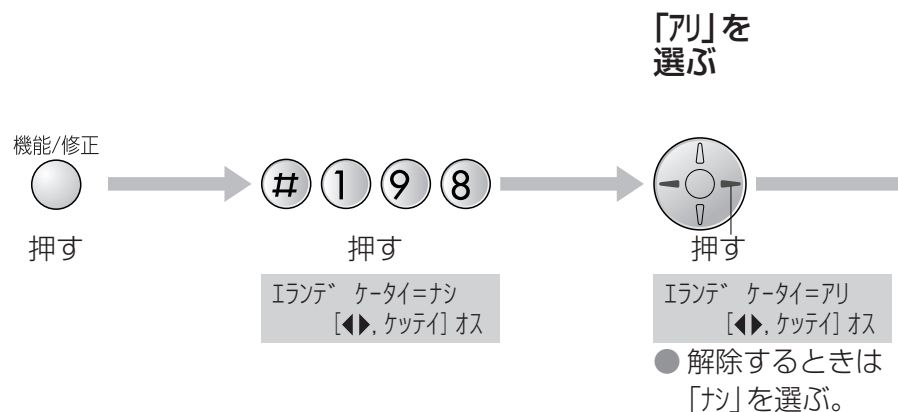 「ｱﾘ」を
選ぶ
機能/修正
# 1 9 8
押す
押す
押す
ｴﾗﾝﾃﾞ ｹｰﾀｲ=ﾅｼ
[◀▶, ｹｯﾃｲ] ｵｽ
ｴﾗﾝﾃﾞ ｹｰﾀｲ=ｱﾘ
[◀▶, ｹｯﾃｲ] ｵｽ
● 解除するときは
「ﾅｼ」を選ぶ。